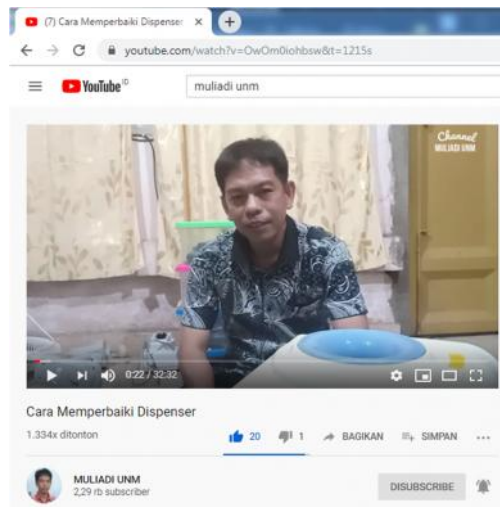 (7) Cara Memperbaiki Dispenser
youtube.com/watch?v=OwOm0iohbsw&t=1215s
YouTube ID
muliadi unm
Channel
MULIADI UNM
0:22 / 32:32
Cara Memperbaiki Dispenser
1.334x ditonton
20
1
BAGIKAN
SIMPAN
MULIADI UNM
2,29 rb subscriber
DISUBSCRIBE